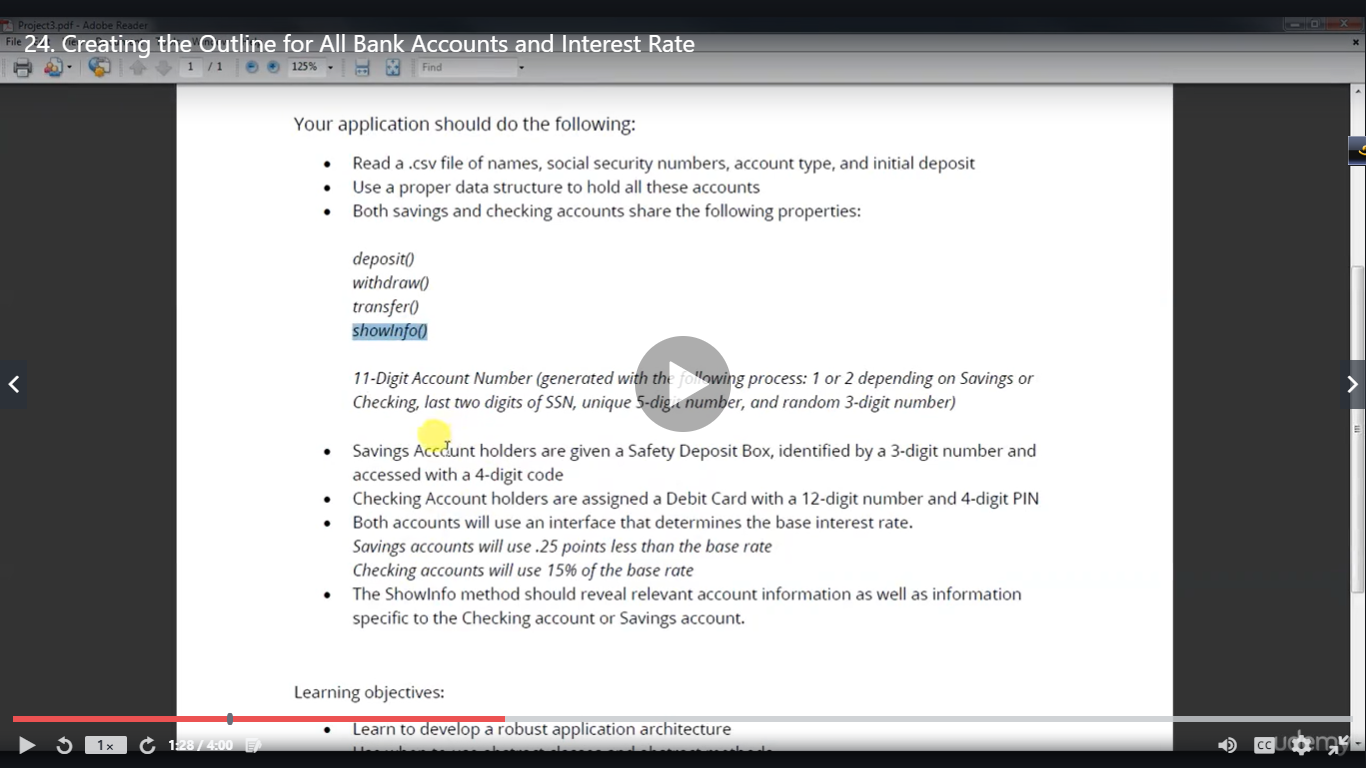 Project3.pdf - Adobe Reader
File
24. Creating the Outline for All Bank Accounts and Interest Rate
1 / 1
125%
Find
Your application should do the following:
• Read a .csv file of names, social security numbers, account type, and initial deposit
• Use a proper data structure to hold all these accounts
• Both savings and checking accounts share the following properties:
deposit()
withdraw()
transfer()
showInfo()
11-Digit Account Number (generated with the following process: 1 or 2 depending on Savings or
Checking, last two digits of SSN, unique 5-digit number, and random 3-digit number)
• Savings Account holders are given a Safety Deposit Box, identified by a 3-digit number and
accessed with a 4-digit code
• Checking Account holders are assigned a Debit Card with a 12-digit number and 4-digit PIN
• Both accounts will use an interface that determines the base interest rate.
Savings accounts will use .25 points less than the base rate
Checking accounts will use 15% of the base rate
• The ShowInfo method should reveal relevant account information as well as information
specific to the Checking account or Savings account.
Learning objectives:
• Learn to develop a robust application architecture
1x
1:28 / 4:00
CC
udemy